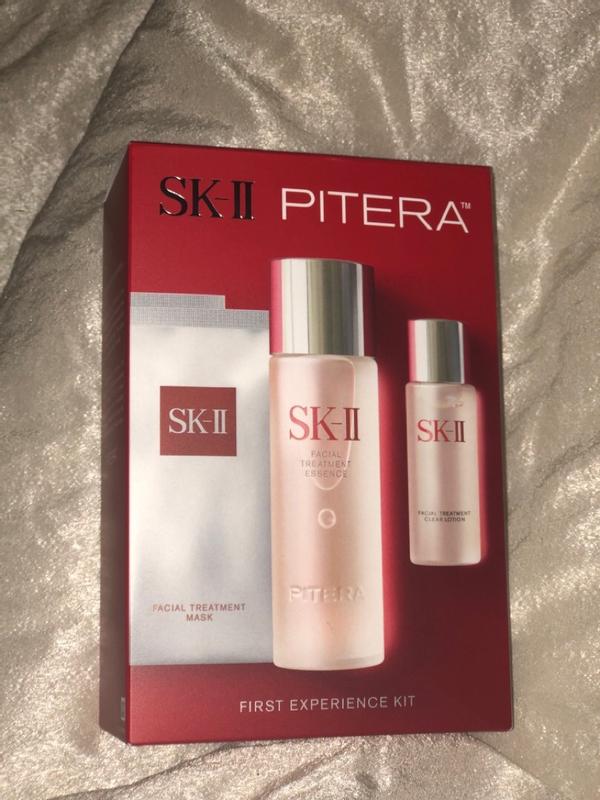 SK-II PITERA™
SK-II
FACIAL TREATMENT
MASK
SK-II
FACIAL
TREATMENT
ESSENCE
PITERA
SK-II
FACIAL TREATMENT
CLEAR LOTION
FIRST EXPERIENCE KIT